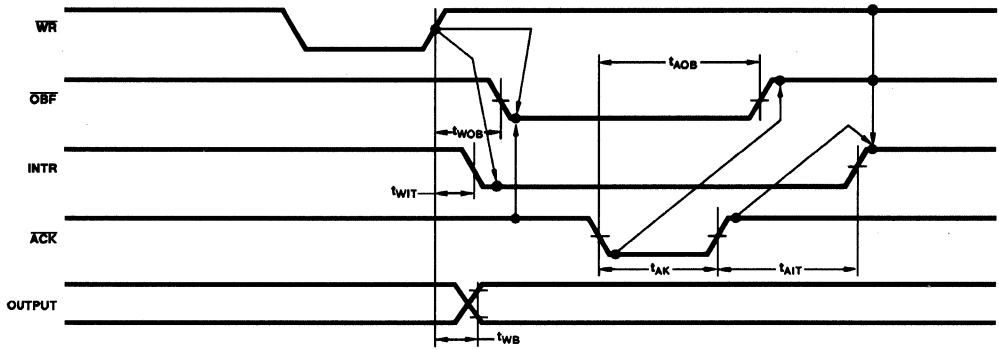 WR
tAOB
OBF
tWOB
INTR
tWIT
ACK
tAK
tAIT
OUTPUT
tWB